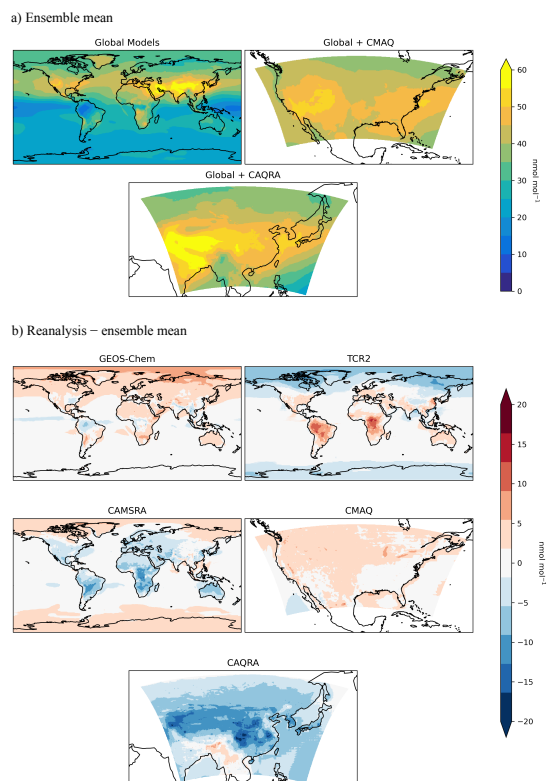 a) Ensemble mean
Global Models
Global + CMAQ
60
50
40
30
20
10
0
nmol mol⁻¹
Global + CAQRA
b) Reanalysis − ensemble mean
GEOS-Chem
TCR2
20
15
10
5
0
−5
−10
−15
−20
nmol mol⁻¹
CAMSRA
CMAQ
CAQRA